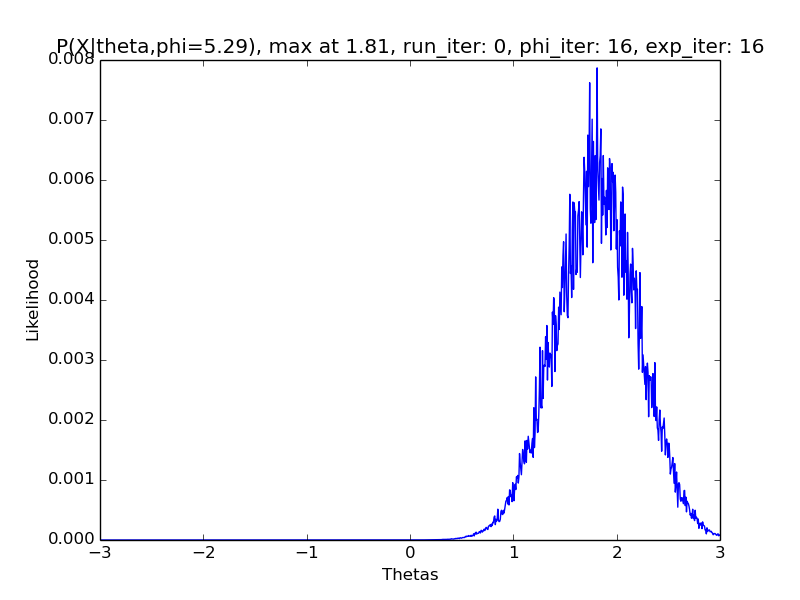 P(X|theta,phi=5.29), max at 1.81, run_iter: 0, phi_iter: 16, exp_iter: 16
0.008
0.007
0.006
0.005
0.004
0.003
0.002
0.001
0.000
Likelihood
−3 −2 −1 0 1 2 3
Thetas